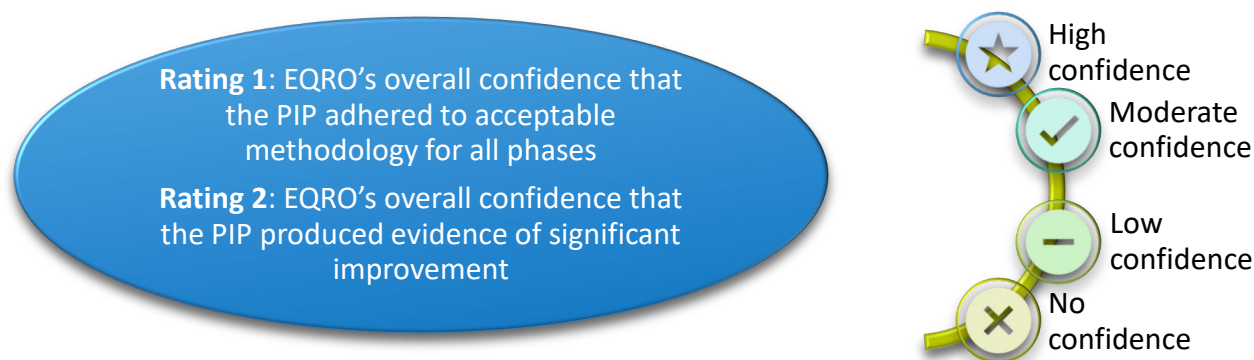 Rating 1: EQRO’s overall confidence that
the PIP adhered to acceptable
methodology for all phases
Rating 2: EQRO’s overall confidence that
the PIP produced evidence of significant
improvement
High
confidence
Moderate
confidence
Low
confidence
No
confidence